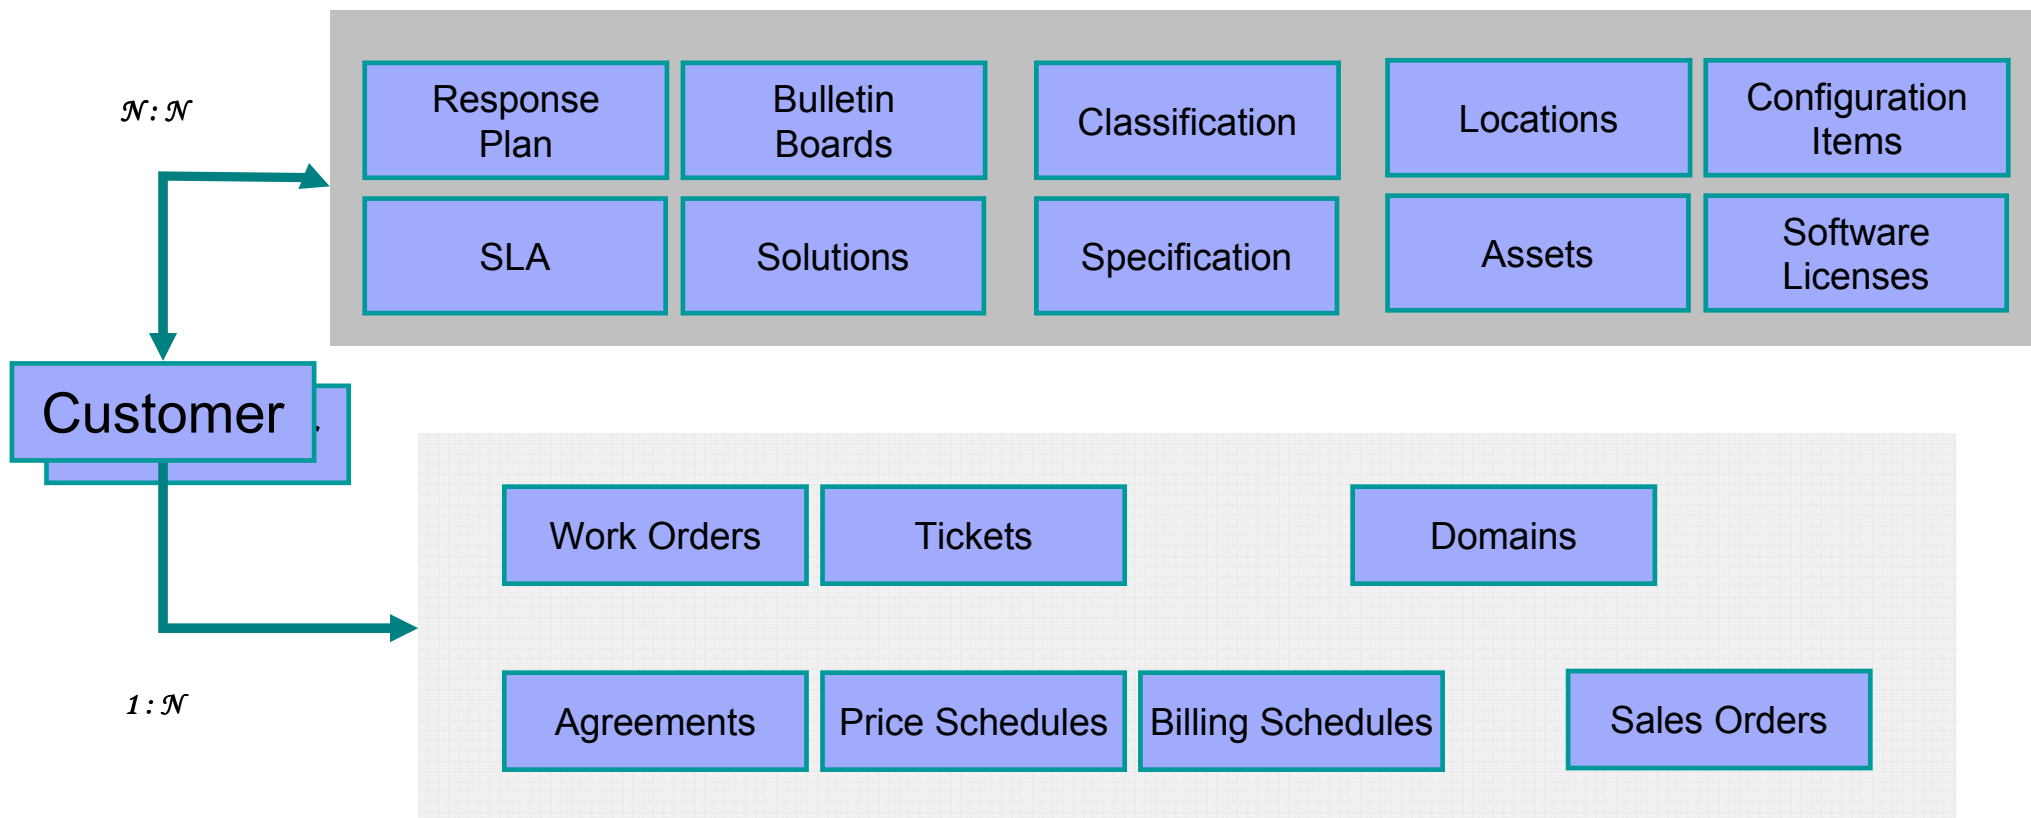 N : N
Response
Plan
Bulletin
Boards
Classification
Locations
Configuration
Items
SLA
Solutions
Specification
Assets
Software
Licenses
Customer
Work Orders
Tickets
Domains
1 : N
Agreements
Price Schedules
Billing Schedules
Sales Orders